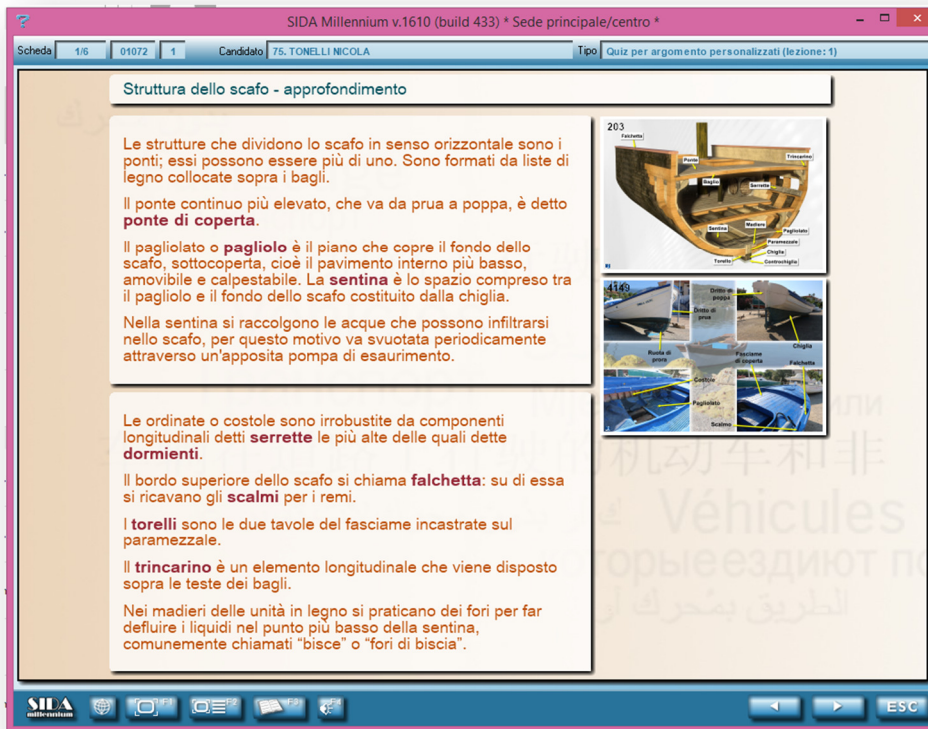 SIDA Millennium v.1610 (build 433) * Sede principale/centro *
Scheda 1/6 01072 1 Candidato 75. TONELLI NICOLA Tipo Quiz per argomento personalizzati (lezione: 1)
Struttura dello scafo - approfondimento
Le strutture che dividono lo scafo in senso orizzontale sono i
ponti; essi possono essere più di uno. Sono formati da liste di
legno collocate sopra i bagli.
Il ponte continuo più elevato, che va da prua a poppa, è detto
ponte di coperta.
Il pagliolato o pagliolo è il piano che copre il fondo dello
scafo, sottocoperta, cioè il pavimento interno più basso,
amovibile e calpestabile. La sentina è lo spazio compreso tra
il pagliolo e il fondo dello scafo costituito dalla chiglia.
Nella sentina si raccolgono le acque che possono infiltrarsi
nello scafo, per questo motivo va svuotata periodicamente
attraverso un'apposita pompa di esaurimento.
Le ordinate o costole sono irrobustite da componenti
longitudinali detti serrette le più alte delle quali dette
dormienti.
Il bordo superiore dello scafo si chiama falchetta: su di essa
si ricavano gli scalmi per i remi.
I torelli sono le due tavole del fasciame incastrate sul
paramezzale.
Il trincarino è un elemento longitudinale che viene disposto
sopra le teste dei bagli.
Nei madieri delle unità in legno si praticano dei fori per far
defluire i liquidi nel punto più basso della sentina,
comunemente chiamati “bisce” o “fori di biscia”.
203
Falchetta
Ponte
Trincarino
Baglio
Serrette
Sentina
Madiere
Pagliolato
Paramezzale
Chiglia
Torello
Controchiglia
4149
Dritto di
poppa
Dritto di
prua
Chiglia
Ruota di
prora
Fasciame
di coperta
Falchetta
Costole
Pagliolato
Scalmo
的机动车和非
Véhicules
SIDA
millennium
F1 F2 F3 F4
ESC